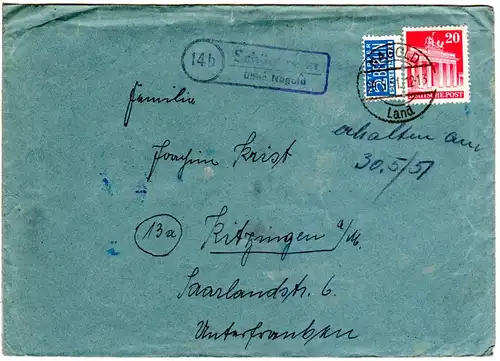 14b
über Nagold
NOTOPFER
2 BERLIN
STEUERMARKE
20
DEUTSCHE POST
Land
Familie
erhalten am
30.5/51
Joachim Krist
13a
Kitzingen a/M.
Saarlandstr. 6.
Unterfranken